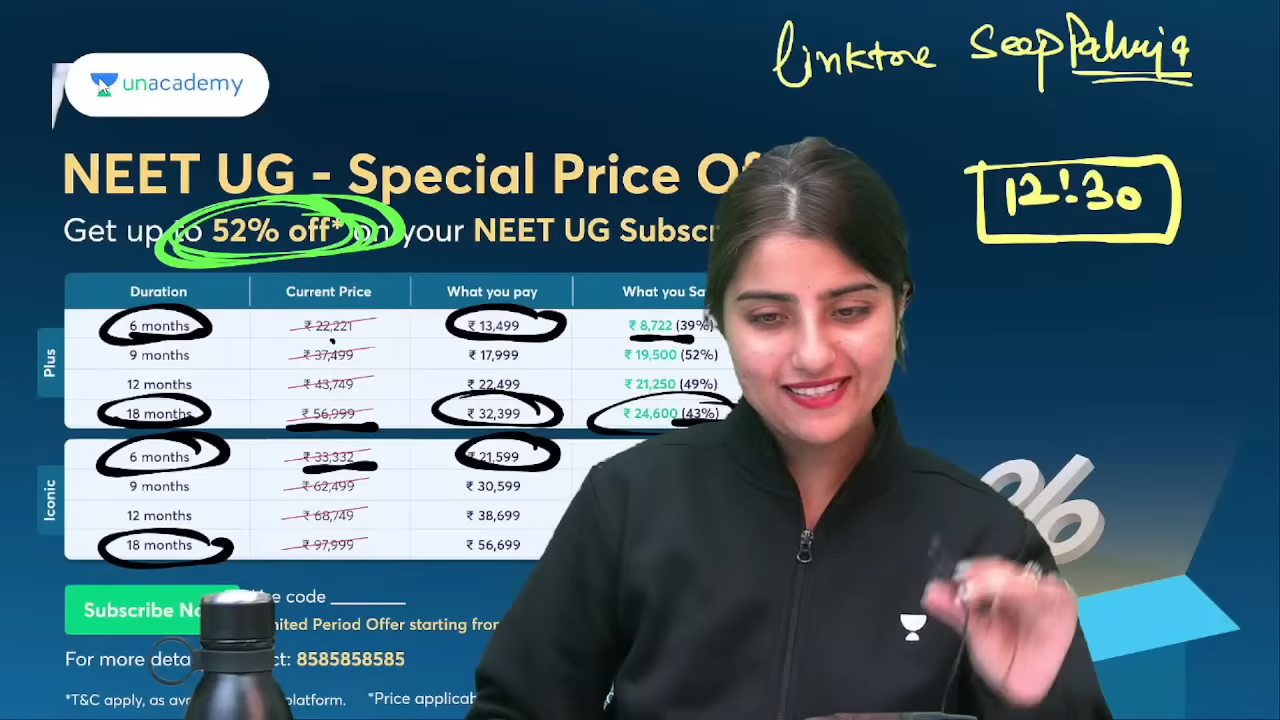 linktree SeepPahuja
unacademy
12:30
NEET UG - Special Price Of
Get up to 52% off* on your NEET UG Subscr
Duration Current Price What you pay What you Sa
Plus
6 months ₹ 22,221 ₹ 13,499 ₹ 8,722 (39%)
9 months ₹ 37,499 ₹ 17,999 ₹ 19,500 (52%)
12 months ₹ 43,749 ₹ 22,499 ₹ 21,250 (49%)
18 months ₹ 56,999 ₹ 32,399 ₹ 24,600 (43%)
Iconic
6 months ₹ 33,332 ₹ 21,599
9 months ₹ 62,499 ₹ 30,599
12 months ₹ 68,749 ₹ 38,699
18 months ₹ 97,999 ₹ 56,699
%
Subscribe No
code
Period Offer starting from
For more 8585858585
*T&C apply, as platform. *Price applicab